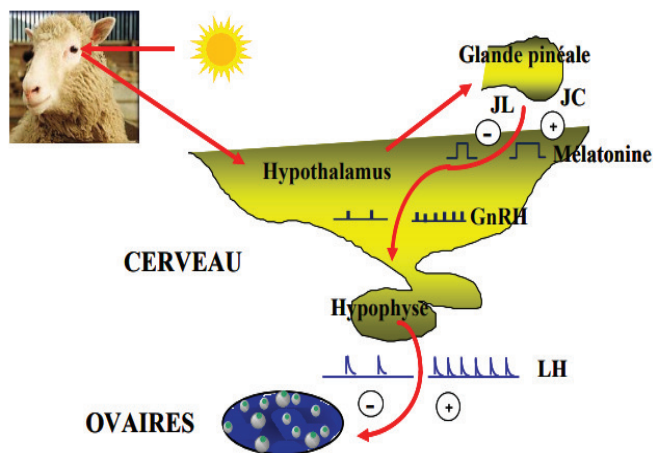 Glande pinéale
JL
JC
-
+
Mélatonine
Hypothalamus
GnRH
CERVEAU
Hypophyse
LH
-
+
OVAIRES